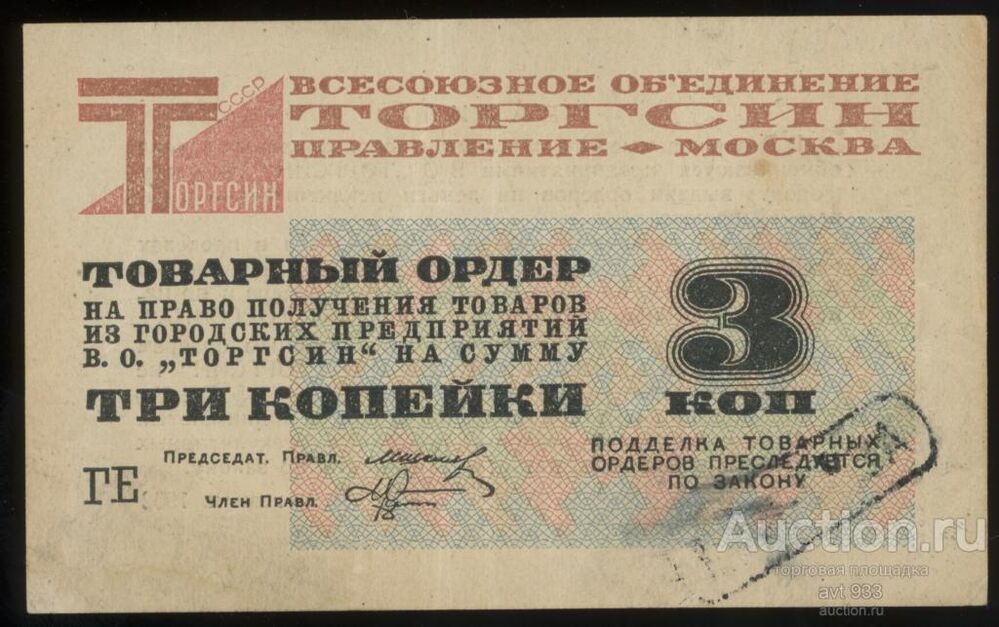 СССР
ТОРГСИН
ВСЕСОЮЗНОЕ ОБ'ЕДИНЕНИЕ
ТОРГСИН
ПРАВЛЕНИЕ ◆ МОСКВА
ТОВАРНЫЙ ОРДЕР
НА ПРАВО ПОЛУЧЕНИЯ ТОВАРОВ
ИЗ ГОРОДСКИХ ПРЕДПРИЯТИЙ
В. О. „ТОРГСИН“ НА СУММУ
ТРИ КОПЕЙКИ
3
КОП
ПРЕДСЕДАТ. ПРАВЛ.
ГЕ
ЧЛЕН ПРАВЛ.
ПОДДЕЛКА ТОВАРНЫХ
ОРДЕРОВ ПРЕСЛЕДУЕТСЯ
ПО ЗАКОНУ
Auction.ru
торговая площадка
avt 933
auction.ru